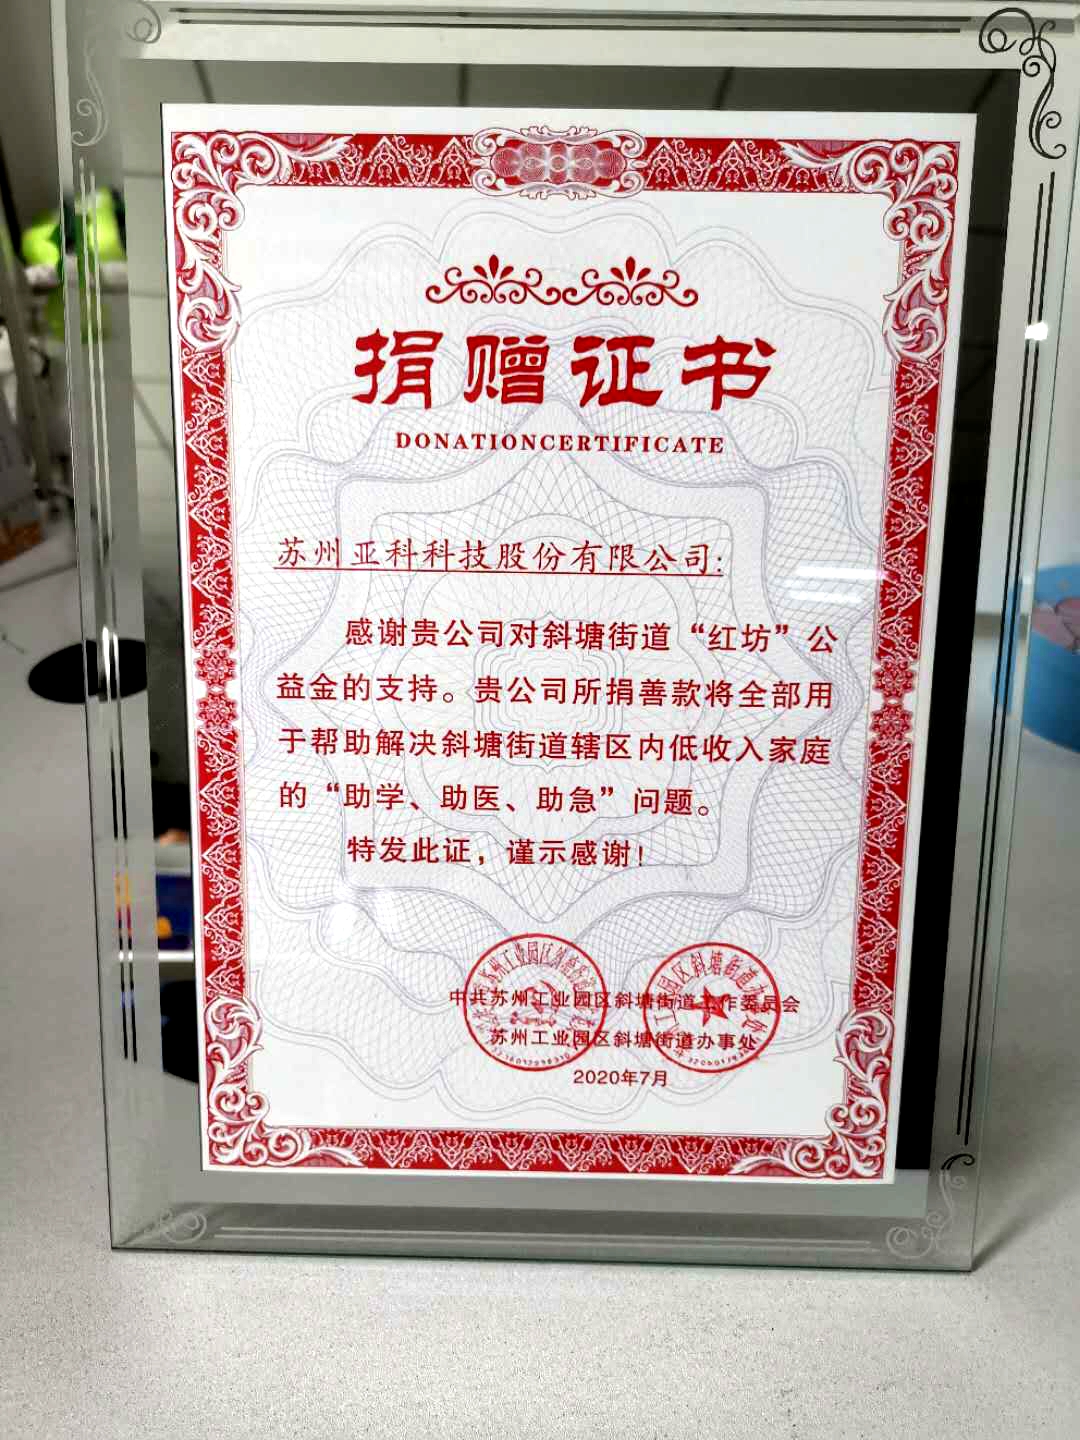 捐赠证书
DONATIONCERTIFICATE
苏州亚科科技股份有限公司:
感谢贵公司对斜塘街道“红坊”公
益金的支持。贵公司所捐善款将全部用
于帮助解决斜塘街道辖区内低收入家庭
的“助学、助医、助急”问题。
特发此证，谨示感谢！
中共苏州工业园区斜塘街道工作委员会
苏州工业园区斜塘街道办事处
2020年7月